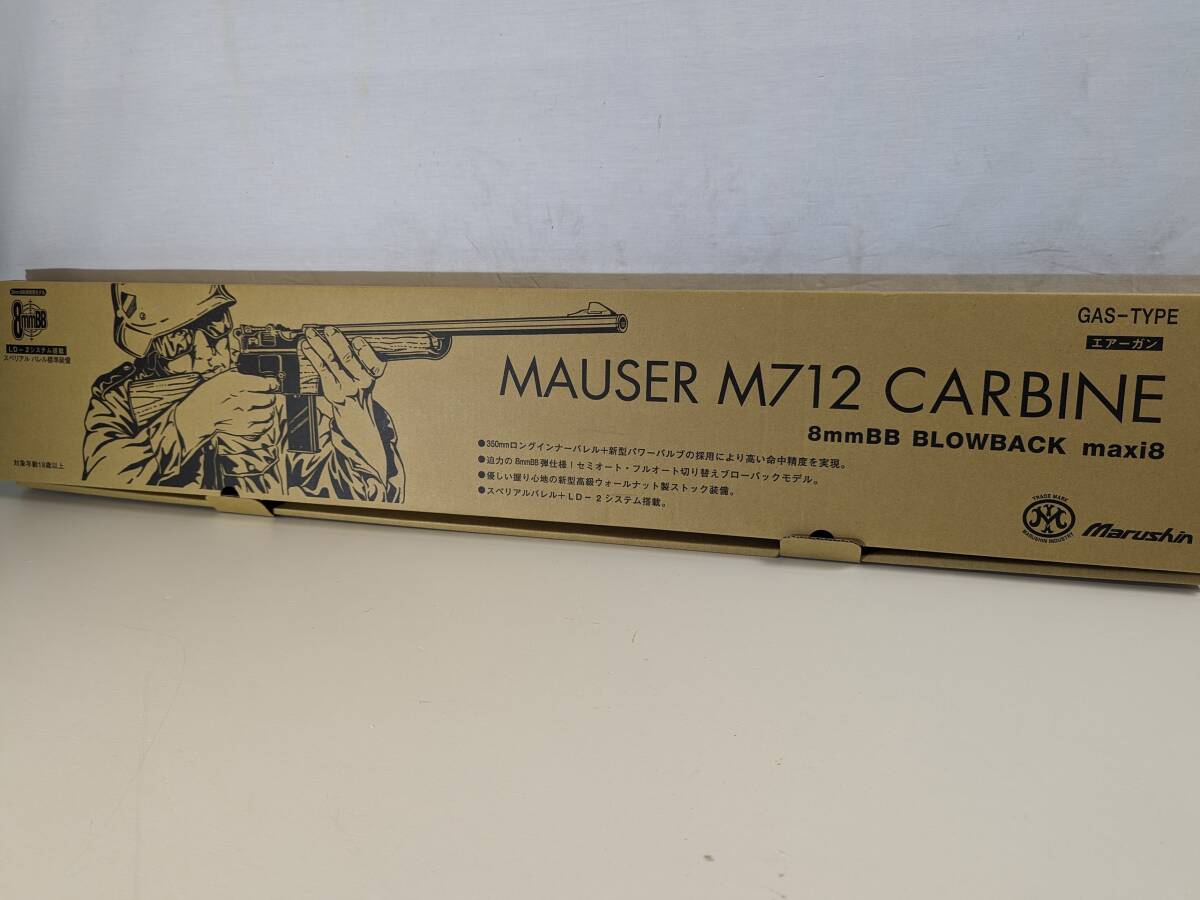 8mmBB
LD-2システム搭載
スペリアル バレル標準装備
対象年齢18歳以上
GAS-TYPE
エアーガン
MAUSER M712 CARBINE
8mmBB BLOWBACK maxi8
●350mmロングインナーバレル+新型パワーバルブの採用により高い命中精度を実現。
●迫力の8mmBB弾仕様!セミオート・フルオート切り替えブローバックモデル。
●優しい握り心地の新型高級ウォールナット製ストック装備。
●スペリアルバレル+LD-2システム搭載。
TRADE MARK
MARUSHIN INDUSTRY
Marushin